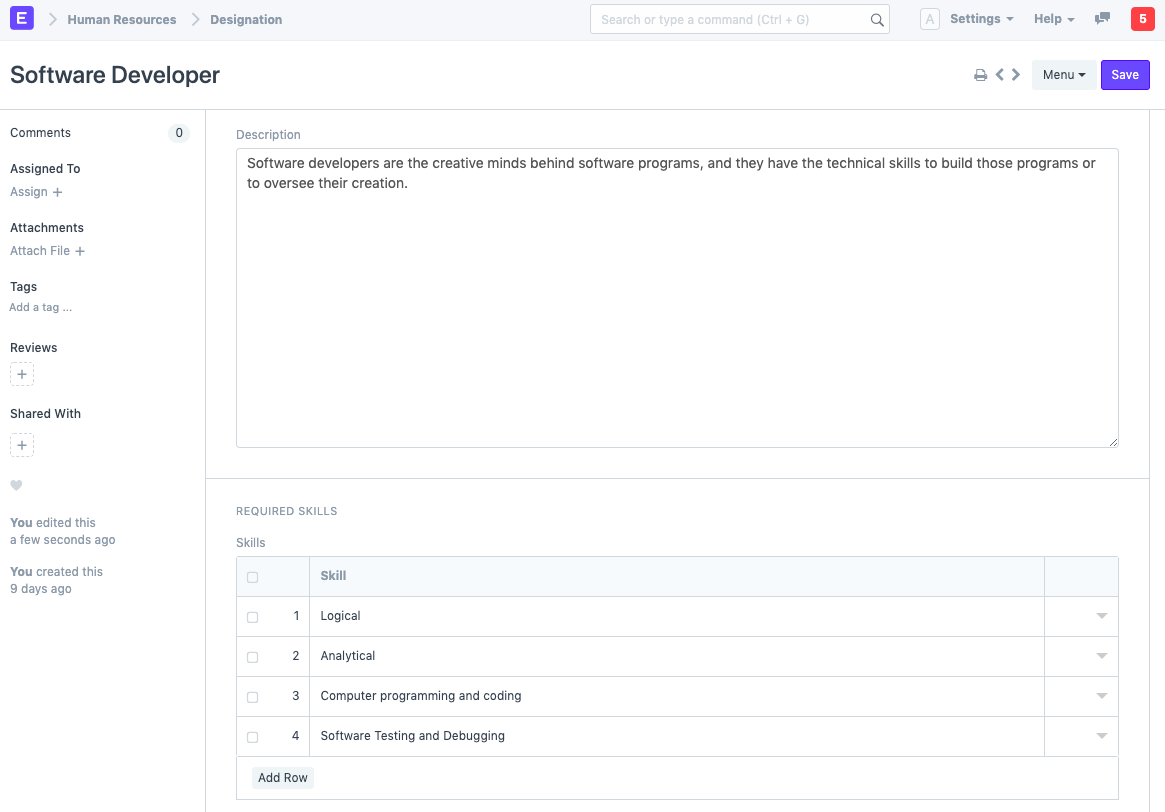 E Human Resources Designation Search or type a command (Ctrl + G) A Settings Help 5
Software Developer Menu Save
Comments 0
Assigned To
Assign +
Attachments
Attach File +
Tags
Add a tag ...
Reviews
+
Shared With
+
You edited this
a few seconds ago
You created this
9 days ago
Description
Software developers are the creative minds behind software programs, and they have the technical skills to build those programs or
to oversee their creation.
REQUIRED SKILLS
Skills
Skill
1 Logical
2 Analytical
3 Computer programming and coding
4 Software Testing and Debugging
Add Row